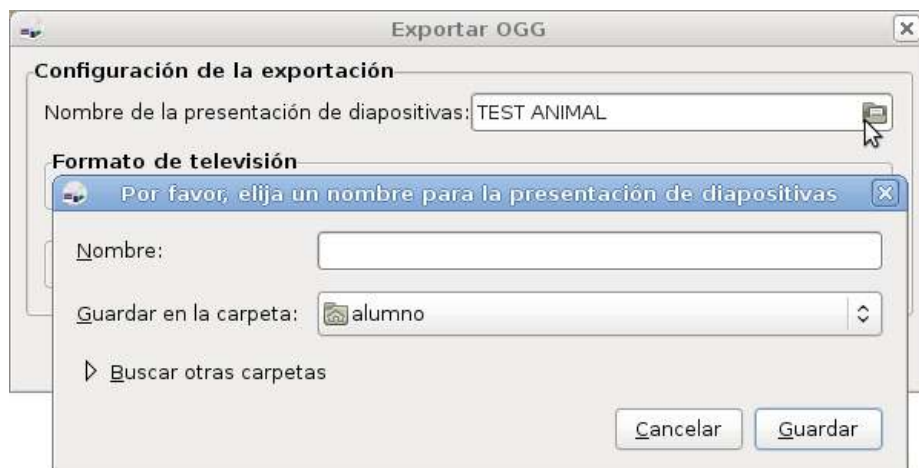 Exportar OGG
Configuración de la exportación
Nombre de la presentación de diapositivas: TEST ANIMAL
Formato de televisión
Por favor, elija un nombre para la presentación de diapositivas
Nombre:
Guardar en la carpeta: alumno
Buscar otras carpetas
Cancelar Guardar